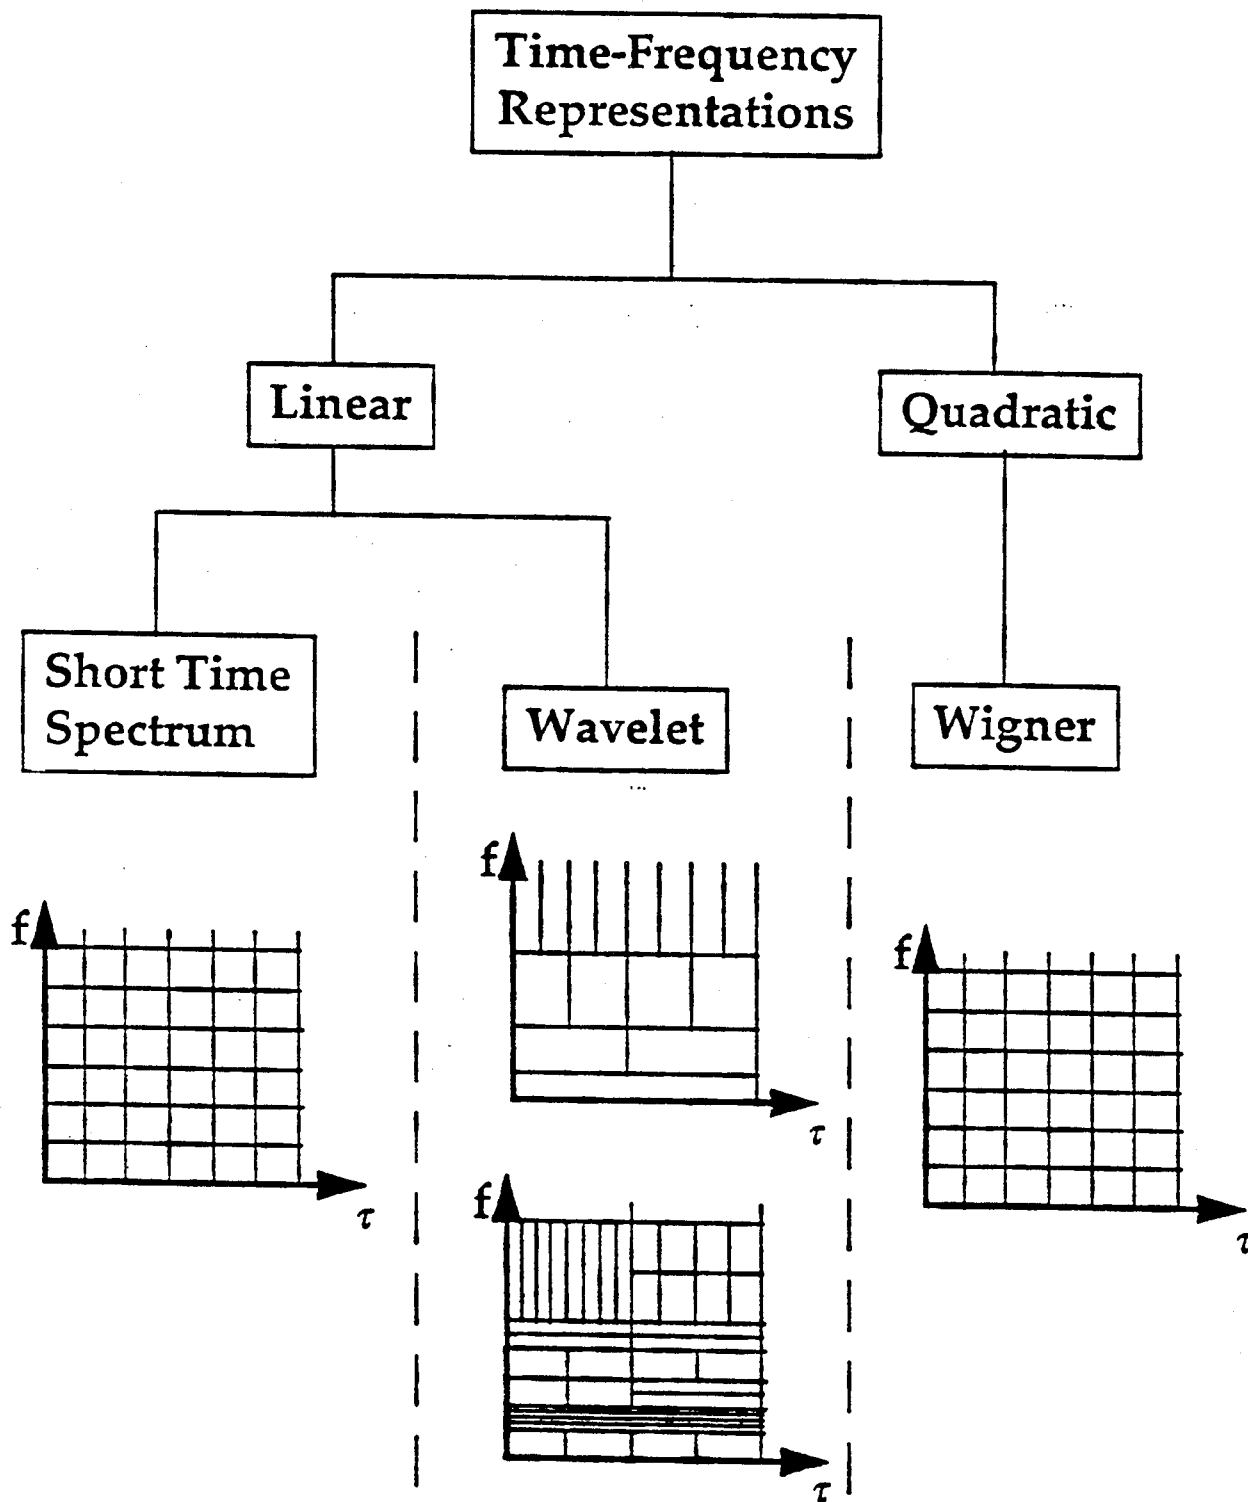 Time-Frequency
Representations
Linear
Quadratic
Short Time
Spectrum
Wavelet
Wigner
f
τ
f
τ
f
τ
f
τ